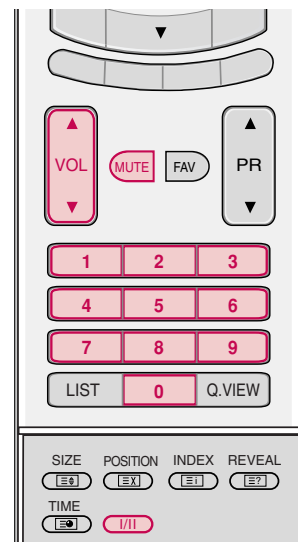 VOL MUTE FAV PR
1 2 3
4 5 6
7 8 9
LIST 0 Q.VIEW
SIZE POSITION INDEX REVEAL
X i ?
TIME
I/II